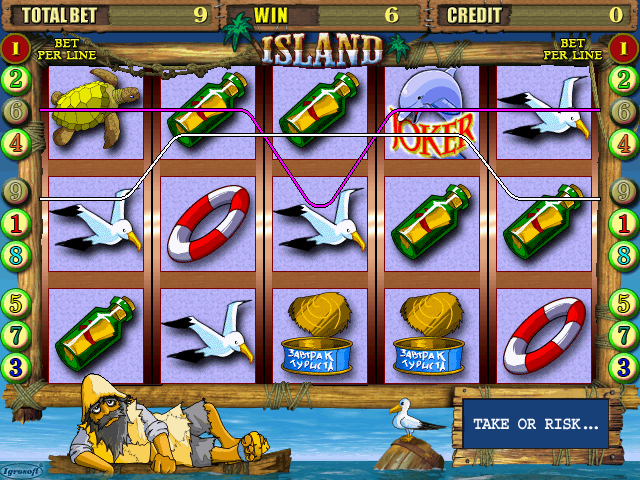 TOTAL BET 9 WIN 6 CREDIT 0
ISLAND
1 BET PER LINE BET PER LINE 1
2 2
6 6
4 JOKER 4
9 9
1 1
8 8
5 5
7 ЗАВТРАК ТУРИСТА ЗАВТРАК ТУРИСТА 7
3 3
TAKE OR RISK...
Igrosoft